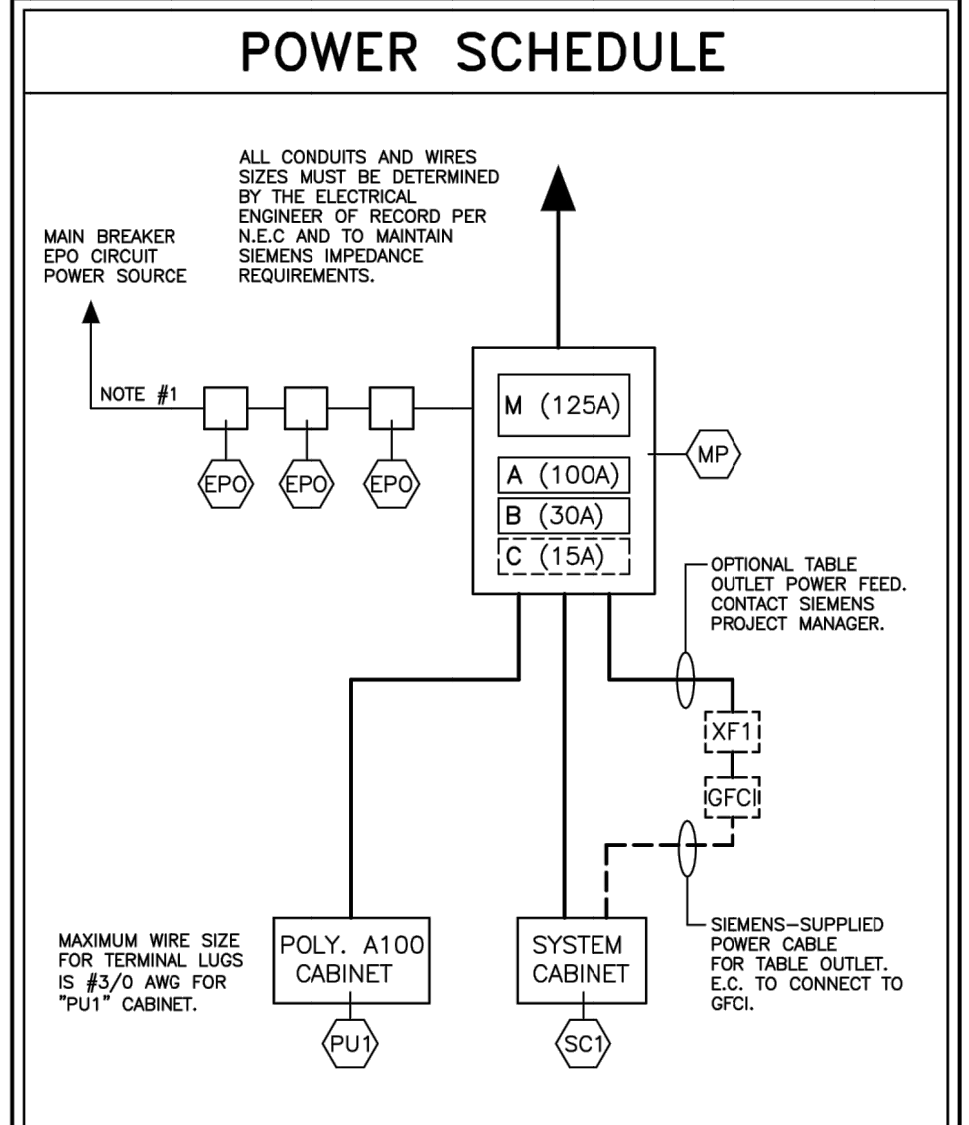 POWER SCHEDULE
ALL CONDUITS AND WIRES
SIZES MUST BE DETERMINED
BY THE ELECTRICAL
ENGINEER OF RECORD PER
N.E.C AND TO MAINTAIN
SIEMENS IMPEDANCE
REQUIREMENTS.
MAIN BREAKER
EPO CIRCUIT
POWER SOURCE
NOTE #1
EPO
EPO
EPO
M (125A)
A (100A)
B (30A)
C (15A)
MP
OPTIONAL TABLE
OUTLET POWER FEED.
CONTACT SIEMENS
PROJECT MANAGER.
XF1
GFCI
MAXIMUM WIRE SIZE
FOR TERMINAL LUGS
IS #3/0 AWG FOR
"PU1" CABINET.
POLY. A100
CABINET
PU1
SYSTEM
CABINET
SC1
SIEMENS-SUPPLIED
POWER CABLE
FOR TABLE OUTLET.
E.C. TO CONNECT TO
GFCI.